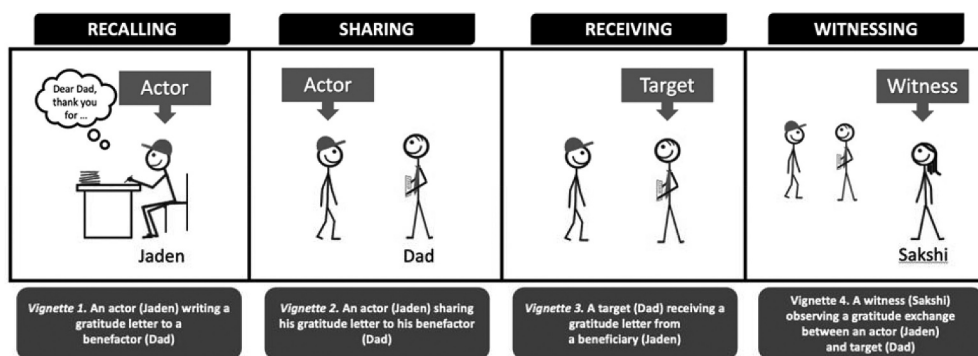 RECALLING
SHARING
RECEIVING
WITNESSING
Dear Dad,
thank you
for ...
Actor
Jaden
Actor
Dad
Target
Witness
Sakshi
Vignette 1. An actor (Jaden) writing a
gratitude letter to a
benefactor (Dad)
Vignette 2. An actor (Jaden) sharing
his gratitude letter to his benefactor
(Dad)
Vignette 3. A target (Dad) receiving a
gratitude letter from
a beneficiary (Jaden)
Vignette 4. A witness (Sakshi)
observing a gratitude exchange
between an actor (Jaden)
and target (Dad)